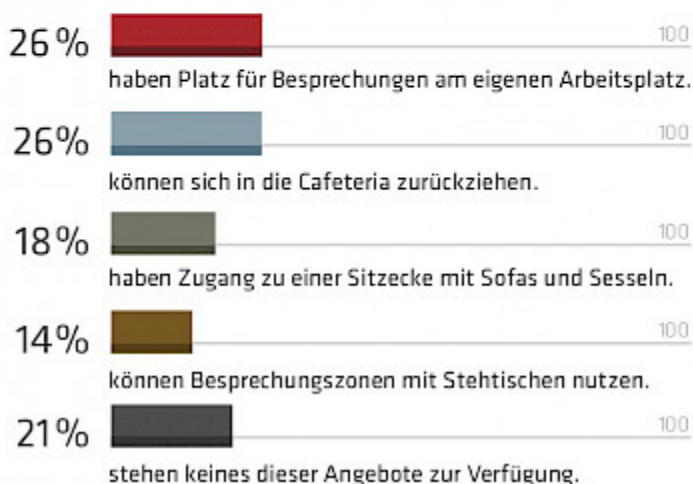 26% 100
haben Platz für Besprechungen am eigenen Arbeitsplatz.
26% 100
können sich in die Cafeteria zurückziehen.
18% 100
haben Zugang zu einer Sitzecke mit Sofas und Sesseln.
14% 100
können Besprechungszonen mit Stehtischen nutzen.
21% 100
stehen keines dieser Angebote zur Verfügung.